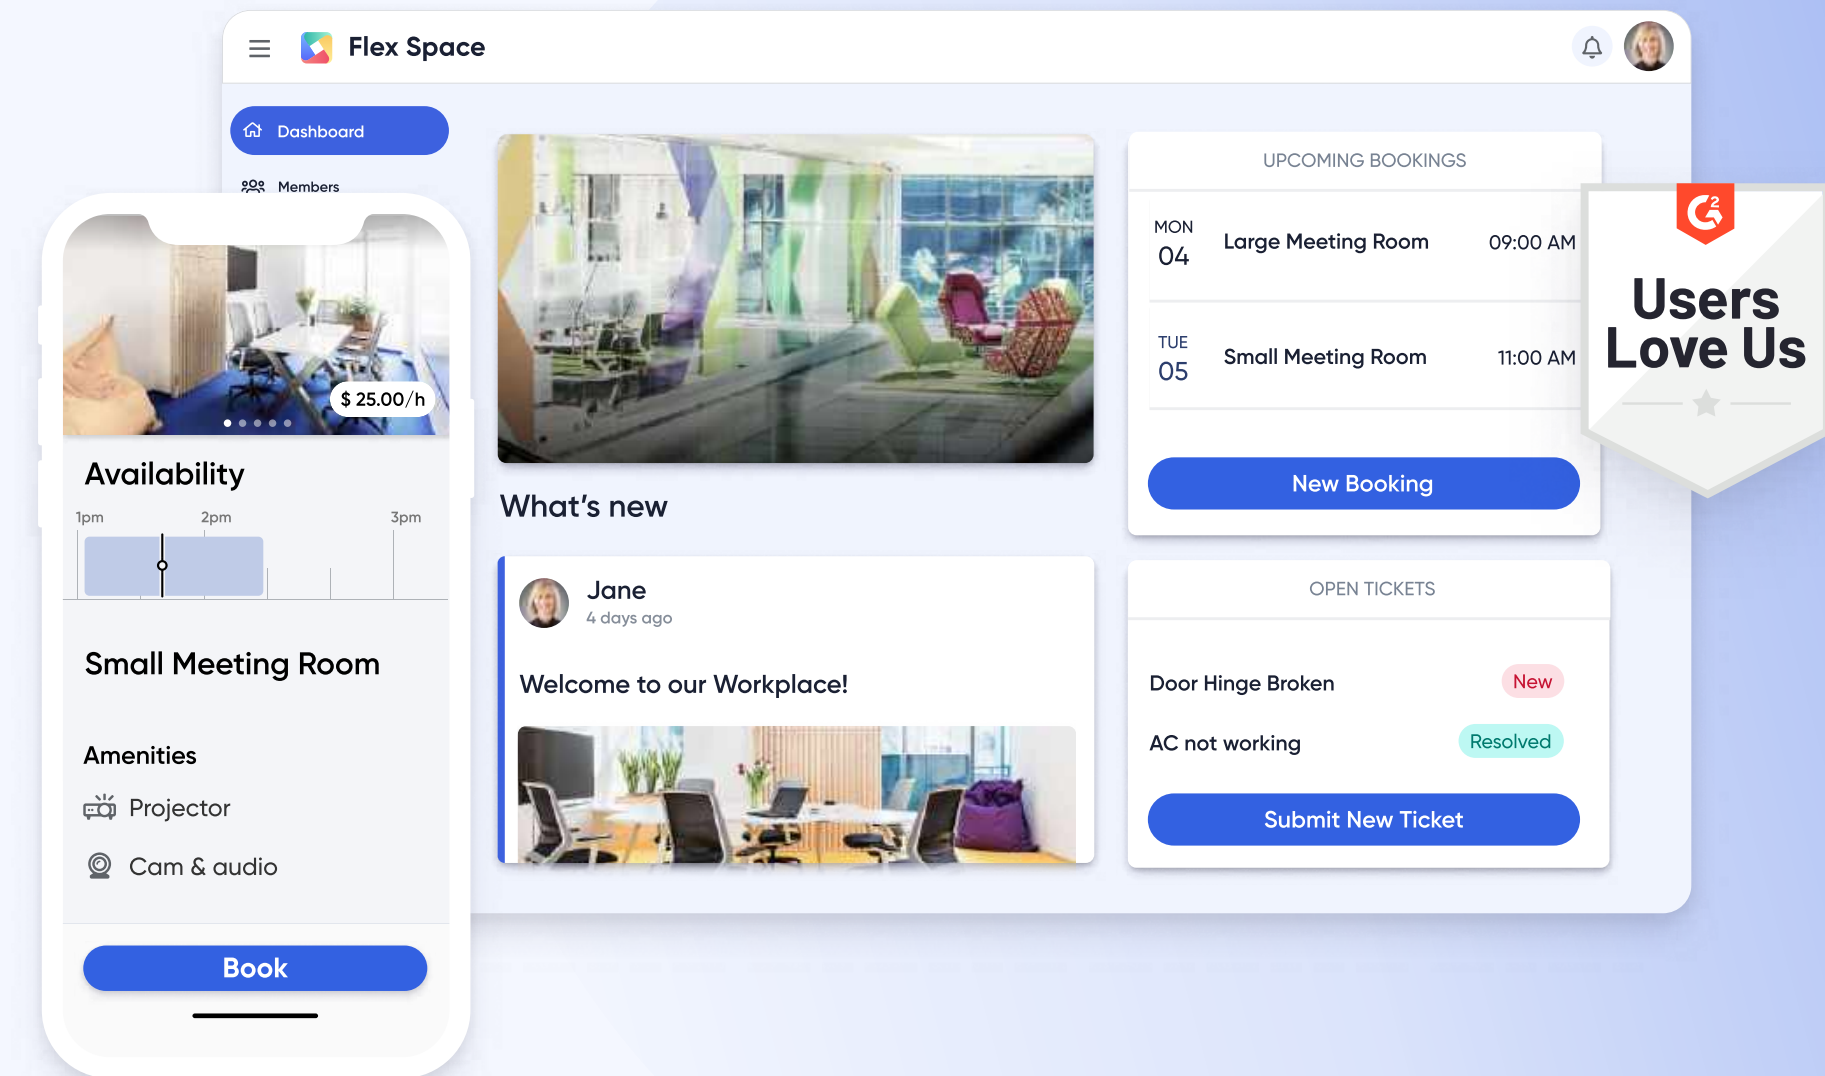 Flex Space
Dashboard
Members
$ 25.00/h
Availability
1pm 2pm 3pm
Small Meeting Room
Amenities
Projector
Cam & audio
Book
What's new
Jane
4 days ago
Welcome to our Workplace!
UPCOMING BOOKINGS
MON
04
Large Meeting Room
09:00 AM
TUE
05
Small Meeting Room
11:00 AM
New Booking
OPEN TICKETS
Door Hinge Broken
New
AC not working
Resolved
Submit New Ticket
G2
Users
Love Us